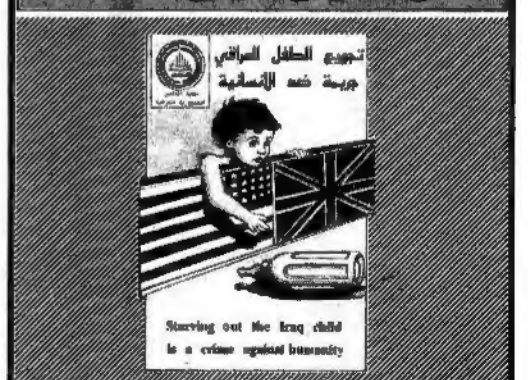 تجويع الطفل العراقي
جريمة ضد الإنسانية
Starving out the Iraq child
is a crime against humanity